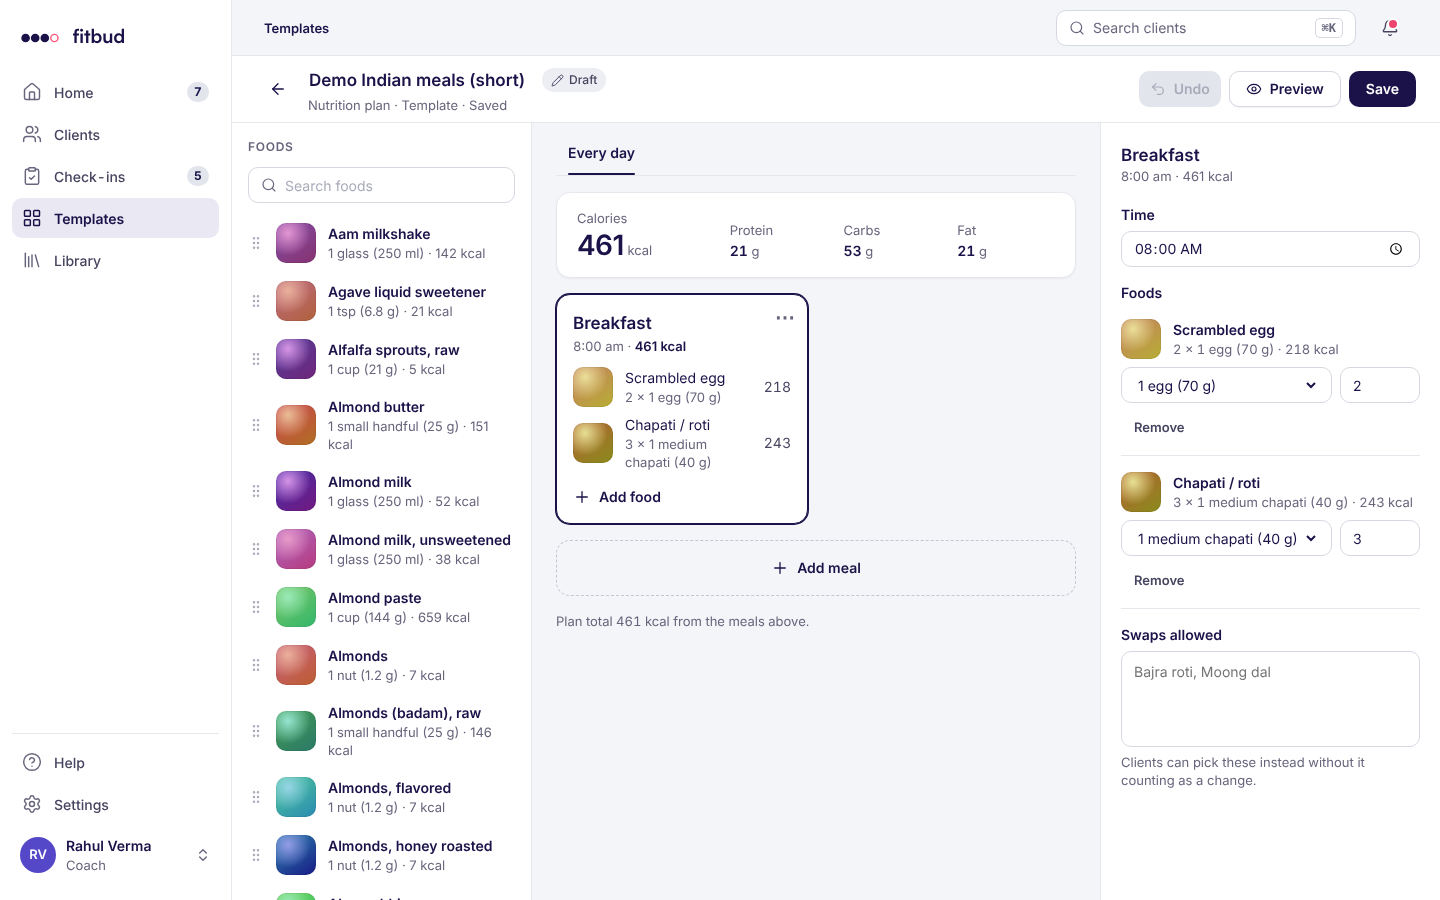 fitbud
Home 7
Clients
Check-ins 5
Templates
Library
Help
Settings
RV
Rahul Verma
Coach
Templates
Search clients ⌘K
Demo Indian meals (short)
Draft
Nutrition plan · Template · Saved
Undo
Preview
Save
FOODS
Search foods
Aam milkshake
1 glass (250 ml) · 142 kcal
Agave liquid sweetener
1 tsp (6.8 g) · 21 kcal
Alfalfa sprouts, raw
1 cup (21 g) · 5 kcal
Almond butter
1 small handful (25 g) · 151
kcal
Almond milk
1 glass (250 ml) · 52 kcal
Almond milk, unsweetened
1 glass (250 ml) · 38 kcal
Almond paste
1 cup (144 g) · 659 kcal
Almonds
1 nut (1.2 g) · 7 kcal
Almonds (badam), raw
1 small handful (25 g) · 146
kcal
Almonds, flavored
1 nut (1.2 g) · 7 kcal
Almonds, honey roasted
1 nut (1.2 g) · 7 kcal
Every day
Calories
461 kcal
Protein
21 g
Carbs
53 g
Fat
21 g
Breakfast
8:00 am · 461 kcal
Scrambled egg
2 × 1 egg (70 g)
218
Chapati / roti
3 × 1 medium
chapati (40 g)
243
Add food
Add meal
Plan total 461 kcal from the meals above.
Breakfast
8:00 am · 461 kcal
Time
08:00 AM
Foods
Scrambled egg
2 × 1 egg (70 g) · 218 kcal
1 egg (70 g) 2
Remove
Chapati / roti
3 × 1 medium chapati (40 g) · 243 kcal
1 medium chapati (40 g) 3
Remove
Swaps allowed
Bajra roti, Moong dal
Clients can pick these instead without it
counting as a change.